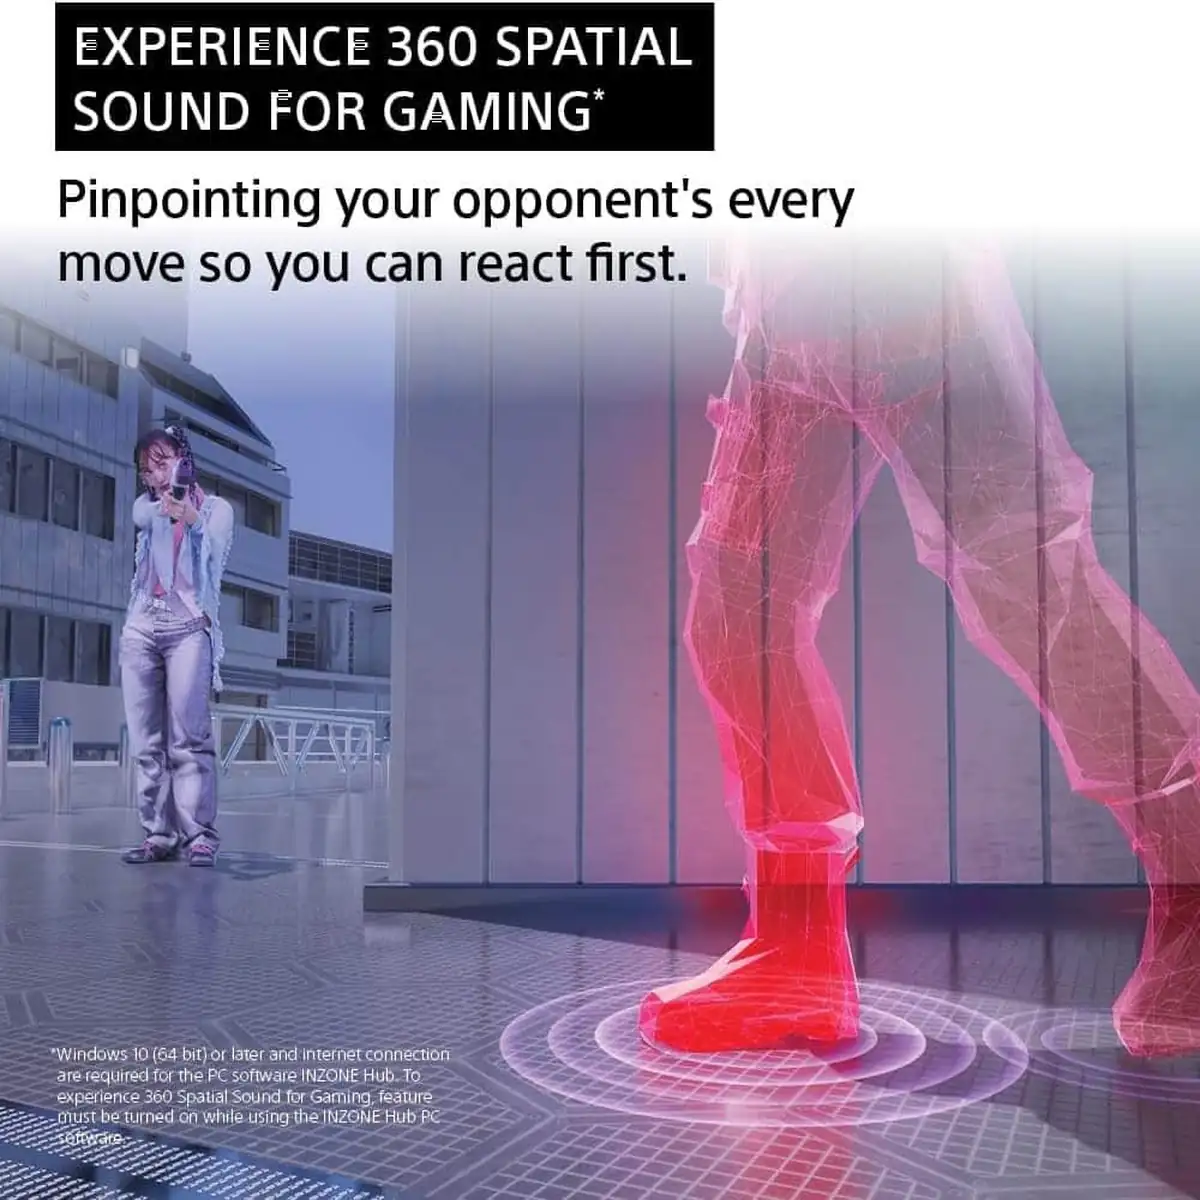 EXPERIENCE 360 SPATIAL
SOUND FOR GAMING*
Pinpointing your opponent's every
move so you can react first.
*Windows 10 (64 bit) or later and internet connection
are required for the PC software INZONE Hub. To
experience 360 Spatial Sound for Gaming, feature
must be turned on while using the INZONE Hub PC
software.